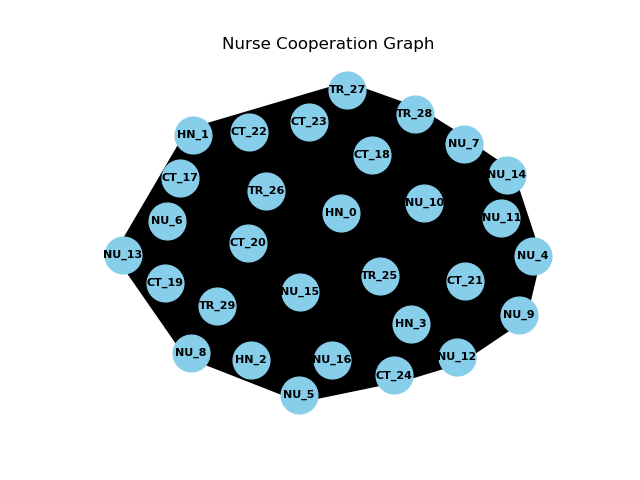 Nurse Cooperation Graph
TR_27
TR_28
CT_23
CT_22
HN_1
NU_7
CT_18
NU_14
CT_17
TR_26
NU_10
HN_0
NU_11
NU_6
CT_20
NU_13
NU_4
TR_25
CT_21
CT_19
NU_15
TR_29
NU_9
HN_3
NU_8
HN_2
NU_16
NU_12
CT_24
NU_5